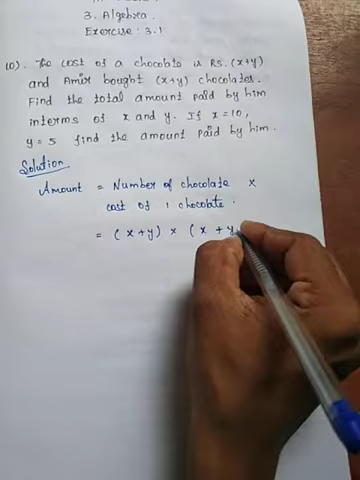 3. Algebra.
Exercise: 3.1
10). The cost of a chocolate is RS. (x+y)
and Amir bought (x+y) chocolates.
Find the total amount paid by him
interms of x and y. If x = 10,
y = 5 find the amount paid by him.
Solution.
Amount = Number of chocolate ×
cost of 1 chocolate.
= (x+y) × (x + y